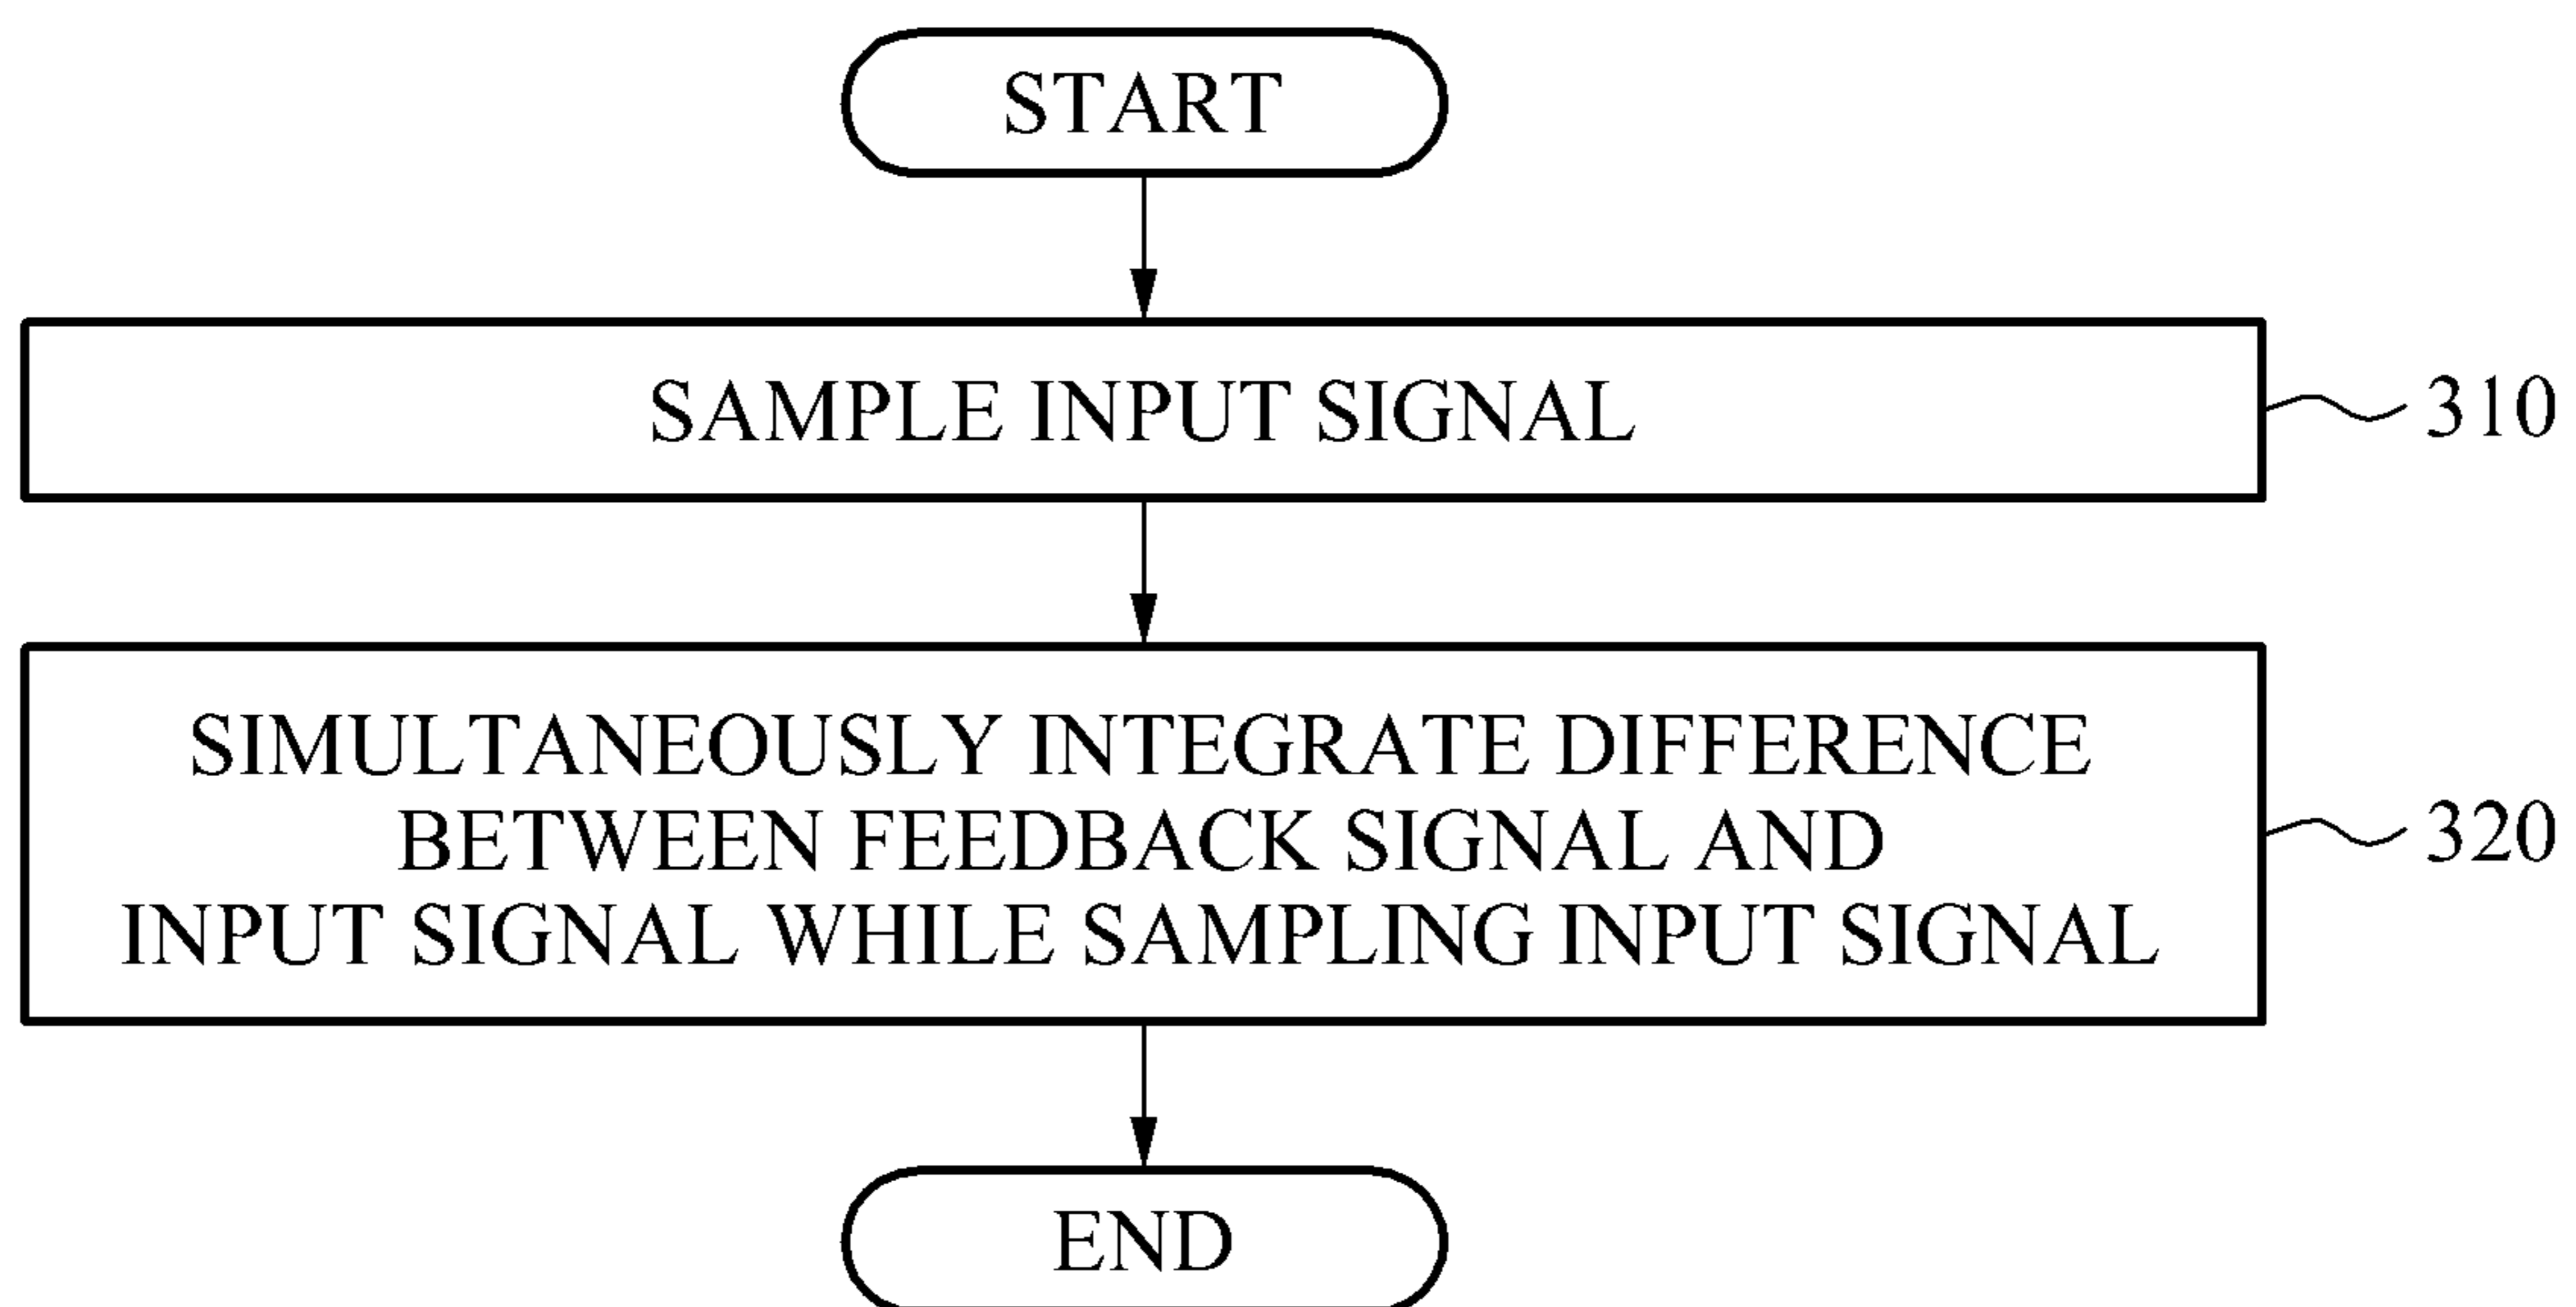 START
SAMPLE INPUT SIGNAL
310
SIMULTANEOUSLY INTEGRATE DIFFERENCE
BETWEEN FEEDBACK SIGNAL AND
INPUT SIGNAL WHILE SAMPLING INPUT SIGNAL
320
END